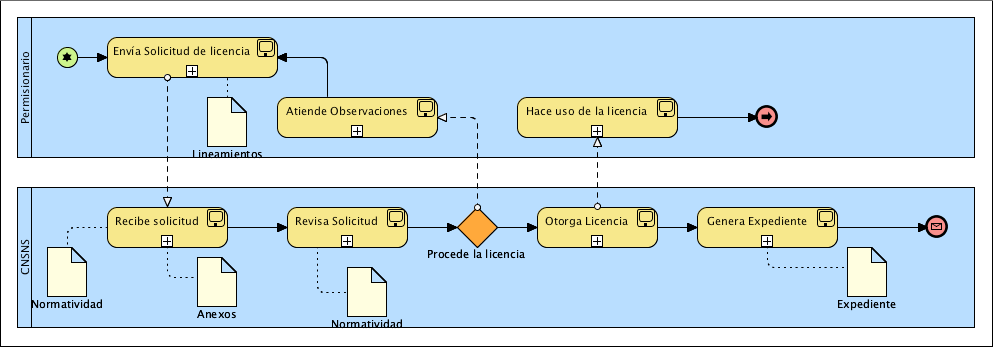 Permisionario
Envía Solicitud de licencia
Lineamientos
Atiende Observaciones
Hace uso de la licencia
CNSNS
Recibe solicitud
Revisa Solicitud
Procede la licencia
Otorga Licencia
Genera Expediente
Normatividad
Anexos
Normatividad
Expediente